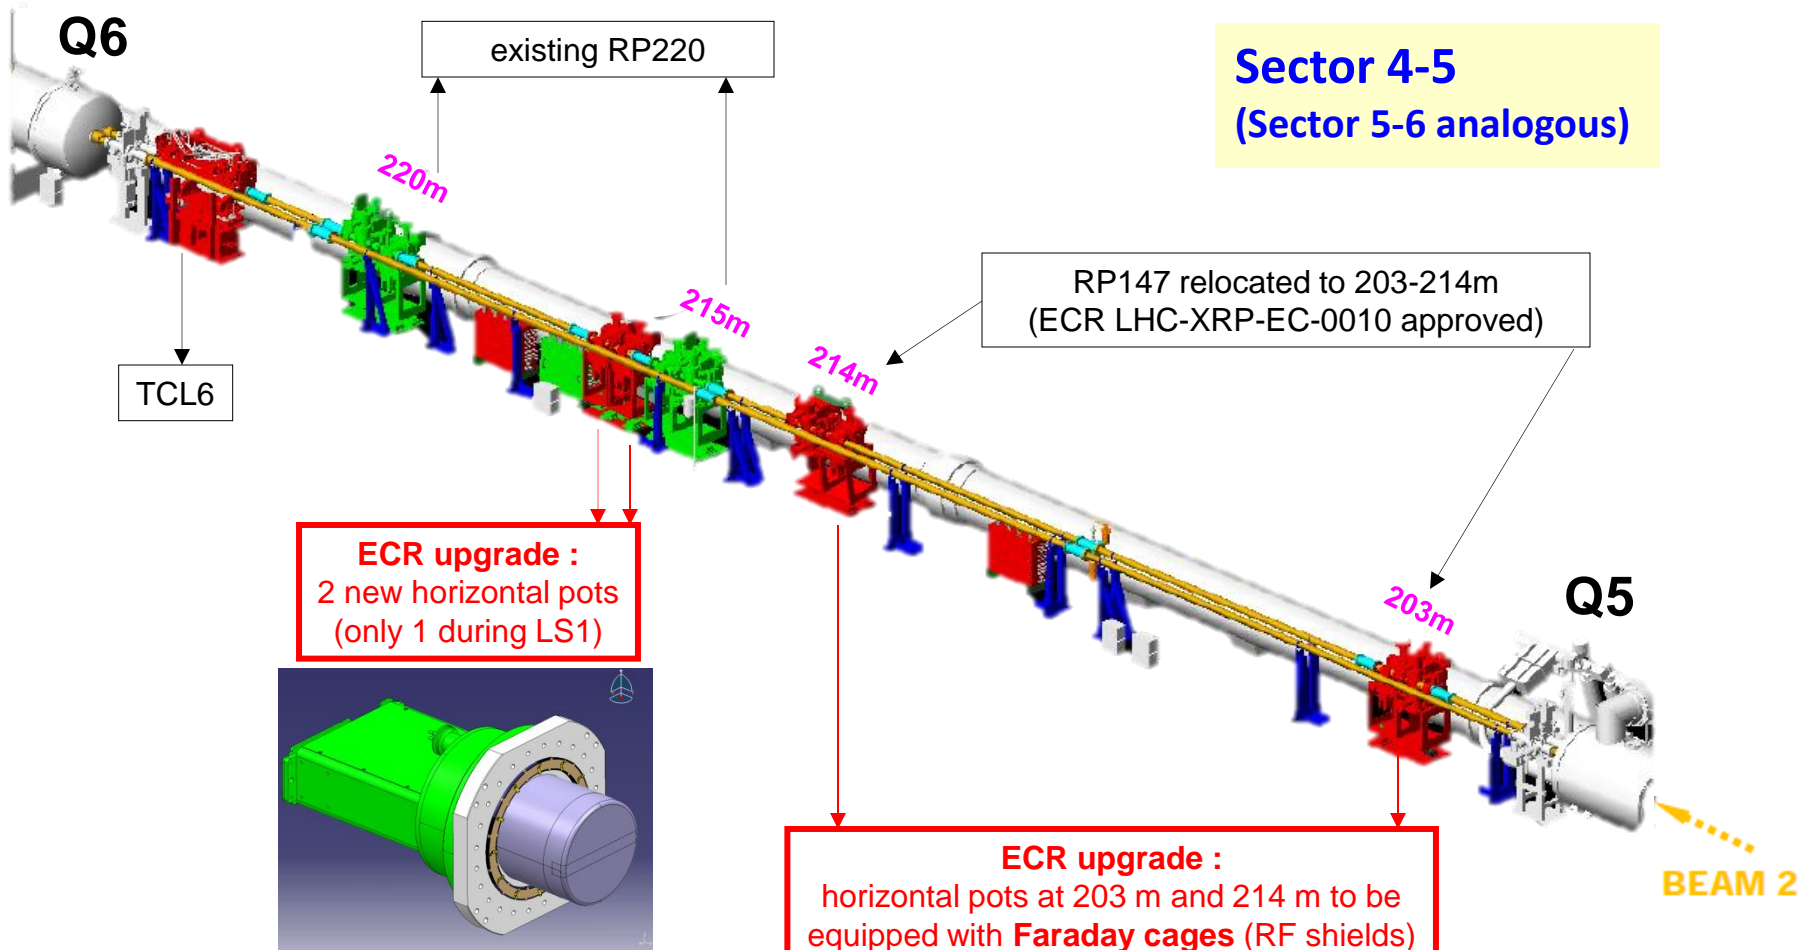 Q6
existing RP220
Sector 4-5
(Sector 5-6 analogous)
220m
215m
RP147 relocated to 203-214m
(ECR LHC-XRP-EC-0010 approved)
214m
TCL6
ECR upgrade :
2 new horizontal pots
(only 1 during LS1)
203m
Q5
ECR upgrade :
horizontal pots at 203 m and 214 m to be
equipped with Faraday cages (RF shields)
BEAM 2